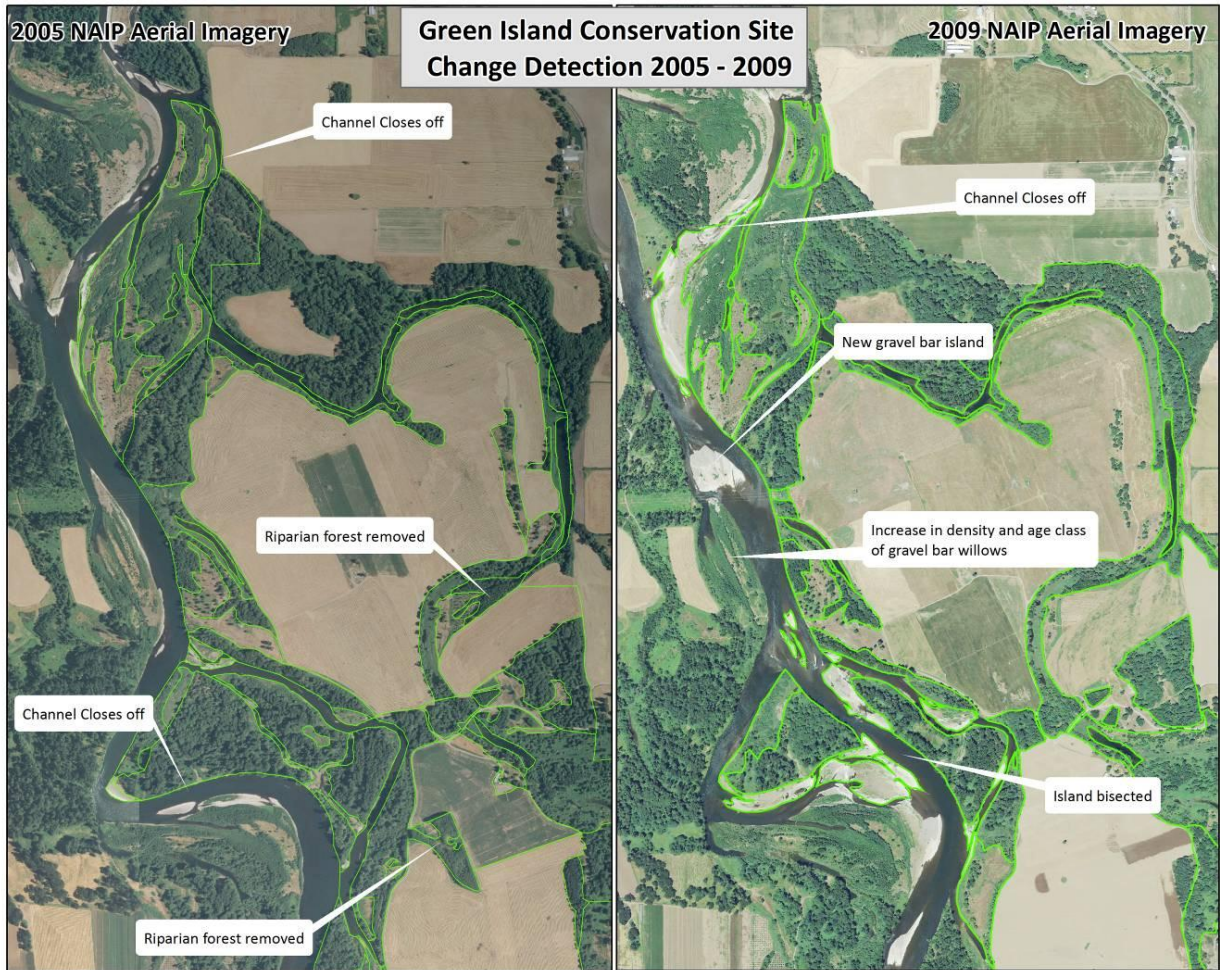 2005 NAIP Aerial Imagery
Green Island Conservation Site
Change Detection 2005 - 2009
2009 NAIP Aerial Imagery
Channel Closes off
Riparian forest removed
Channel Closes off
Riparian forest removed
Channel Closes off
New gravel bar island
Increase in density and age class
of gravel bar willows
Island bisected